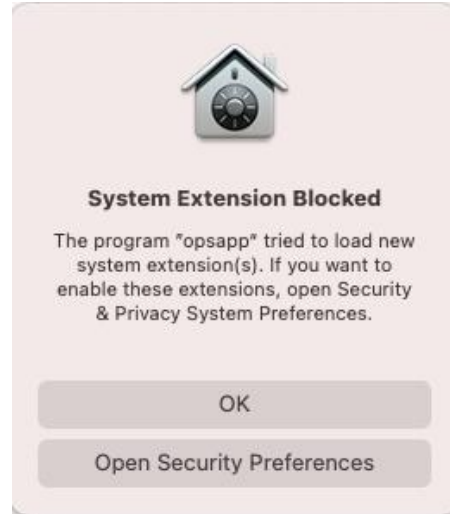 System Extension Blocked
The program "opsapp" tried to load new
system extension(s). If you want to
enable these extensions, open Security
& Privacy System Preferences.
OK
Open Security Preferences